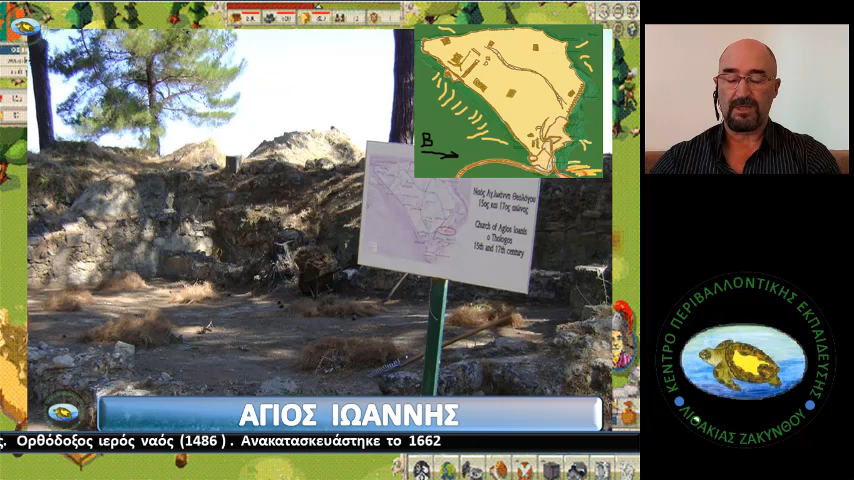 B
Ναός Αγ.Ιωάννη Θεολόγου
15ος και 17ος αιώνας
Church of Agios Ioanis
o Thologos
15th and 17th century
ΑΓΙΟΣ ΙΩΑΝΝΗΣ
ς. Ορθόδοξος ιερός ναός (1486 ) . Ανακατασκευάστηκε το 1662
ΚΕΝΤΡΟ ΠΕΡΙΒΑΛΛΟΝΤΙΚΗΣ ΕΚΠΑΙΔΕΥΣΗΣ
ΛΙΘΑΚΙΑΣ ΖΑΚΥΝΘΟΥ